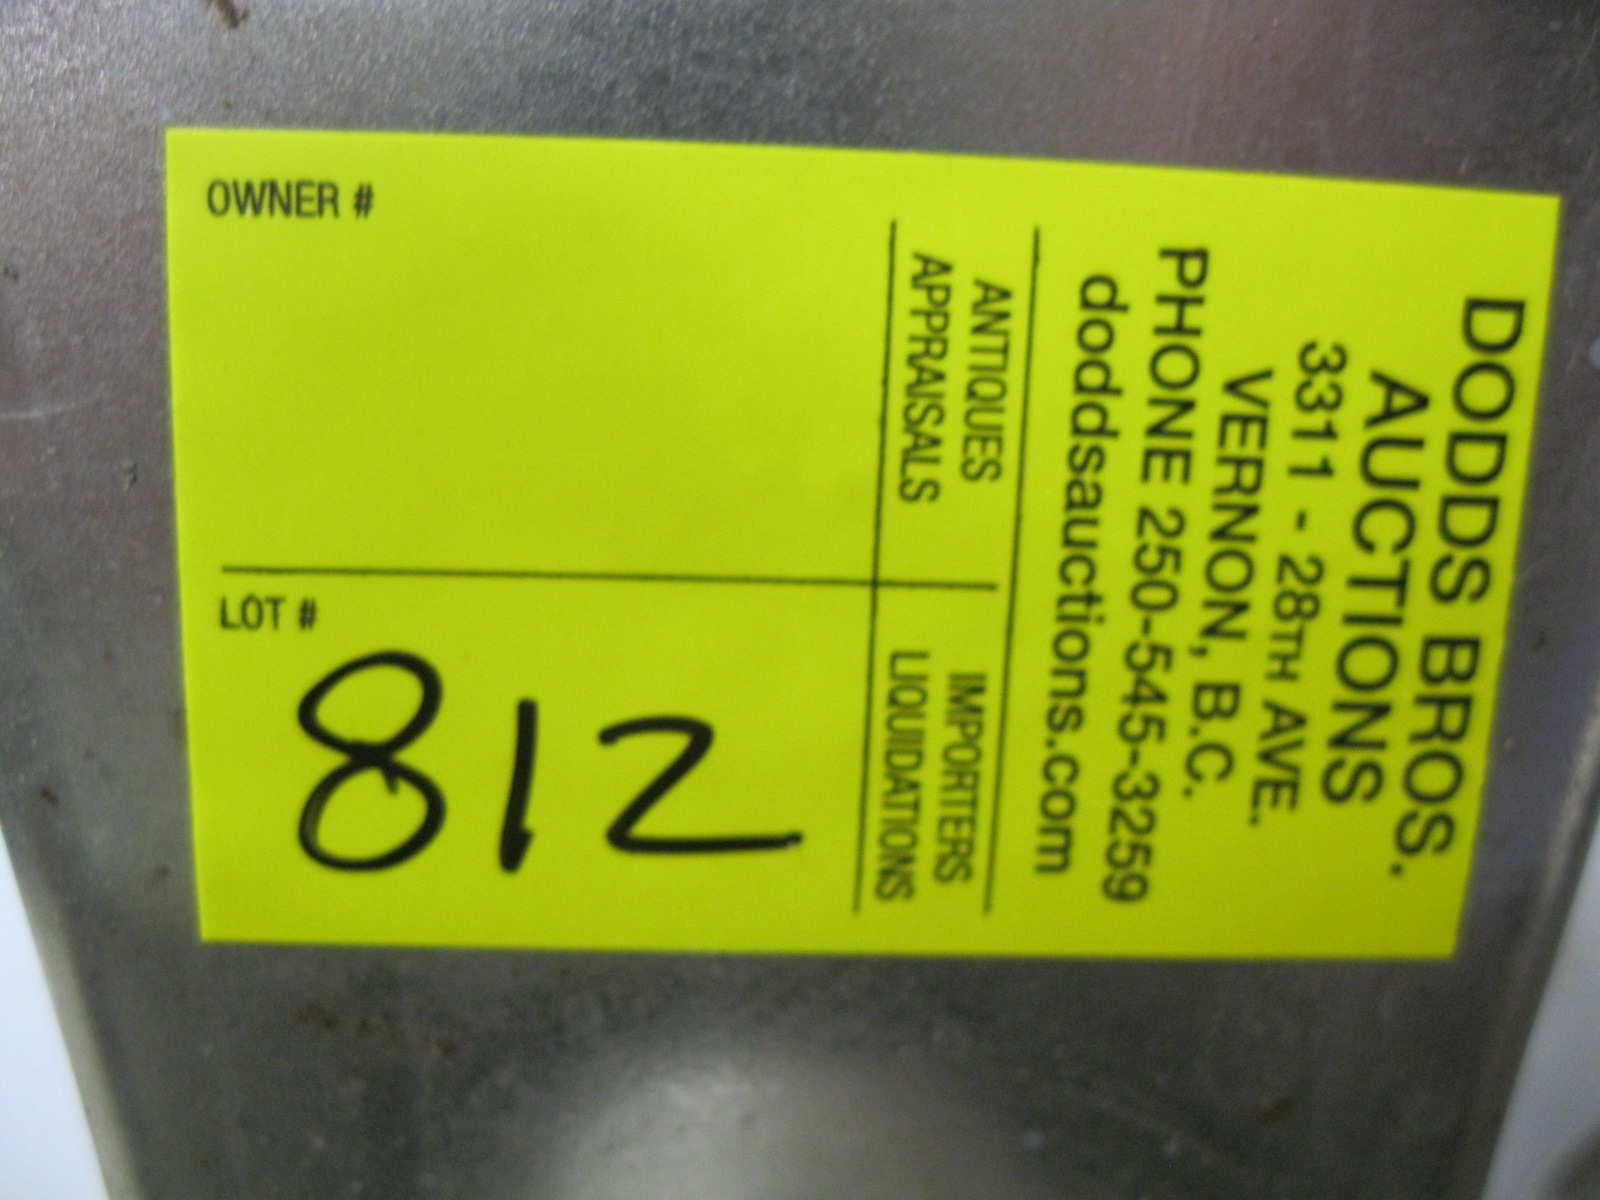 DODDS BROS.
AUCTIONS
3311 - 28TH AVE.
VERNON, B.C.
PHONE 250-545-3259
doddsauctions.com
ANTIQUES
APPRAISALS
IMPORTERS
LIQUIDATIONS
OWNER #
LOT #
812